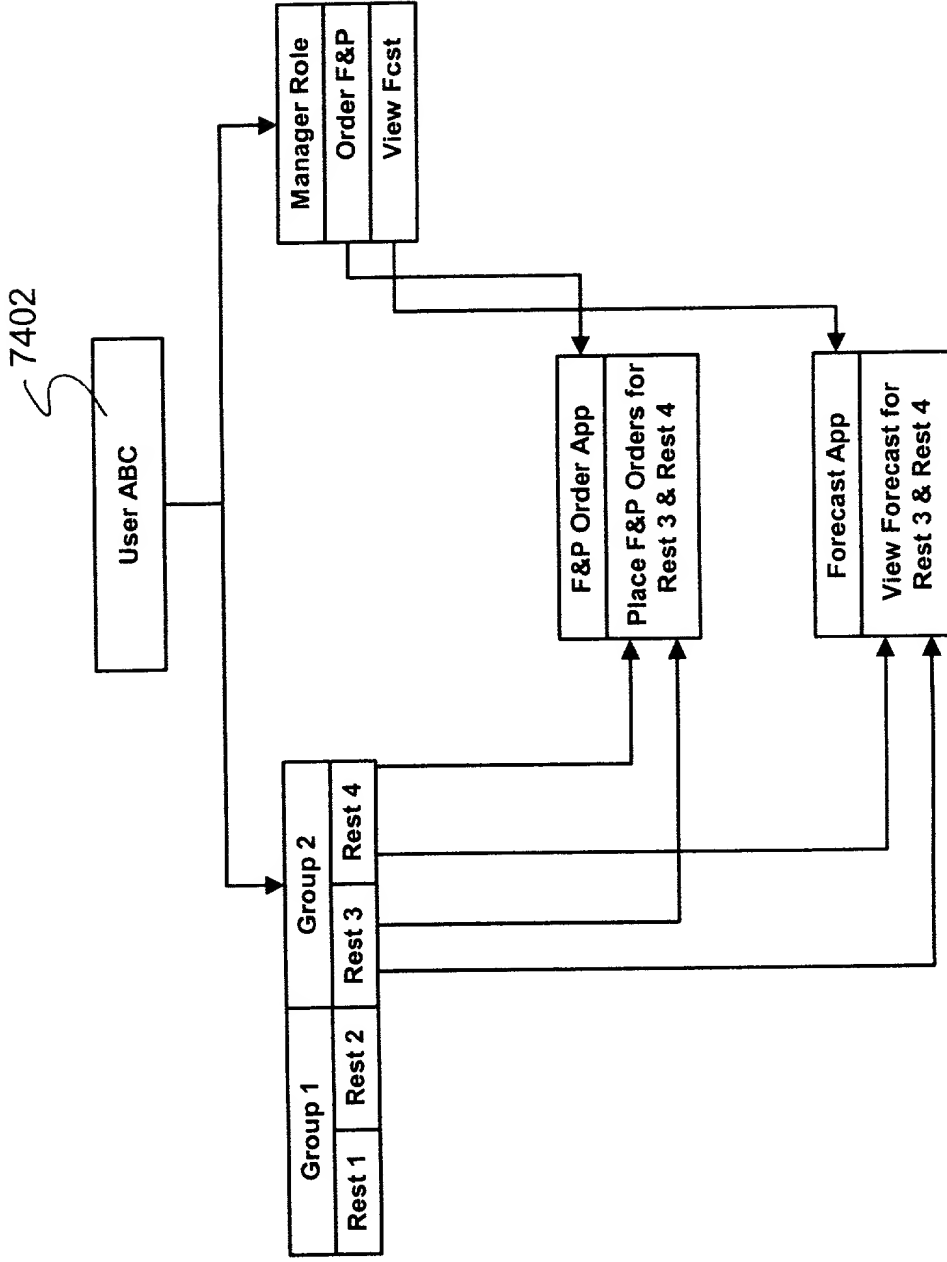 7402
User ABC
Group 1
Group 2
Rest 1
Rest 2
Rest 3
Rest 4
Manager Role
Order F&P
View Fcst
F&P Order App
Place F&P Orders for
Rest 3 & Rest 4
Forecast App
View Forecast for
Rest 3 & Rest 4